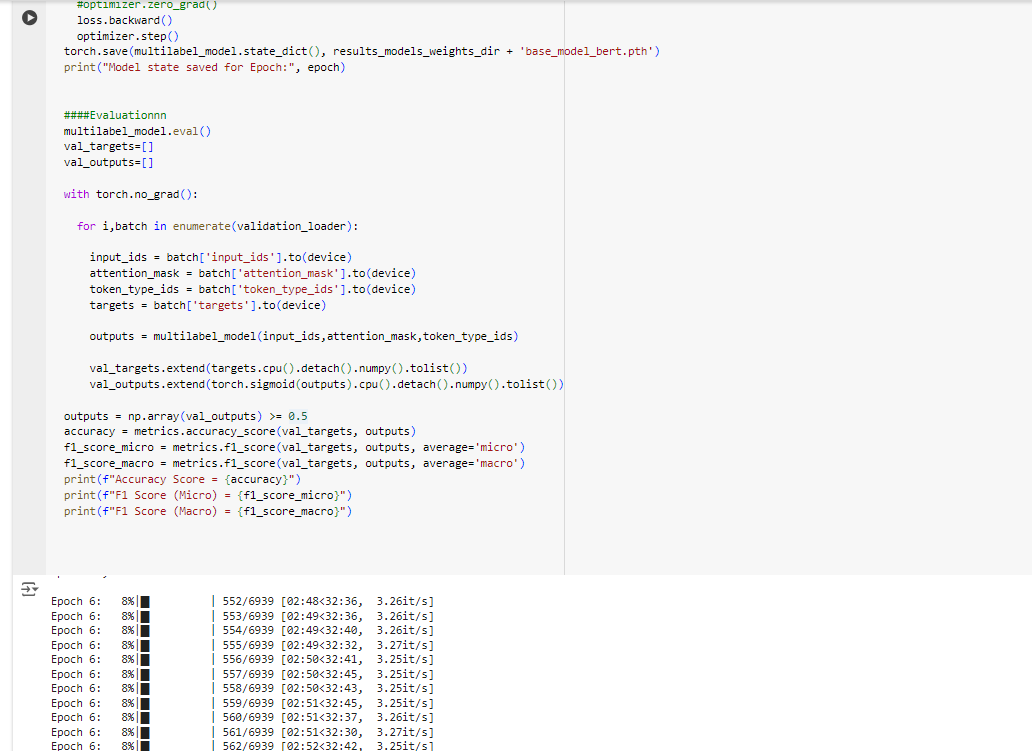 #optimizer.zero_grad()
loss.backward()
optimizer.step()
torch.save(multilabel_model.state_dict(), results_models_weights_dir + 'base_model_bert.pth')
print("Model state saved for Epoch:", epoch)
####Evaluationnn
multilabel_model.eval()
val_targets=[]
val_outputs=[]
with torch.no_grad():
for i,batch in enumerate(validation_loader):
input_ids = batch['input_ids'].to(device)
attention_mask = batch['attention_mask'].to(device)
token_type_ids = batch['token_type_ids'].to(device)
targets = batch['targets'].to(device)
outputs = multilabel_model(input_ids,attention_mask,token_type_ids)
val_targets.extend(targets.cpu().detach().numpy().tolist())
val_outputs.extend(torch.sigmoid(outputs).cpu().detach().numpy().tolist())
outputs = np.array(val_outputs) >= 0.5
accuracy = metrics.accuracy_score(val_targets, outputs)
f1_score_micro = metrics.f1_score(val_targets, outputs, average='micro')
f1_score_macro = metrics.f1_score(val_targets, outputs, average='macro')
print(f"Accuracy Score = {accuracy}")
print(f"F1 Score (Micro) = {f1_score_micro}")
print(f"F1 Score (Macro) = {f1_score_macro}")
Epoch 6:   8%|█         | 552/6939 [02:48<32:36,  3.26it/s]
Epoch 6:   8%|█         | 553/6939 [02:49<32:36,  3.26it/s]
Epoch 6:   8%|█         | 554/6939 [02:49<32:40,  3.26it/s]
Epoch 6:   8%|█         | 555/6939 [02:49<32:32,  3.27it/s]
Epoch 6:   8%|█         | 556/6939 [02:50<32:41,  3.25it/s]
Epoch 6:   8%|█         | 557/6939 [02:50<32:45,  3.25it/s]
Epoch 6:   8%|█         | 558/6939 [02:50<32:43,  3.25it/s]
Epoch 6:   8%|█         | 559/6939 [02:51<32:45,  3.25it/s]
Epoch 6:   8%|█         | 560/6939 [02:51<32:37,  3.26it/s]
Epoch 6:   8%|█         | 561/6939 [02:51<32:30,  3.27it/s]
Epoch 6:   8%|█         | 562/6939 [02:52<32:42,  3.25it/s]